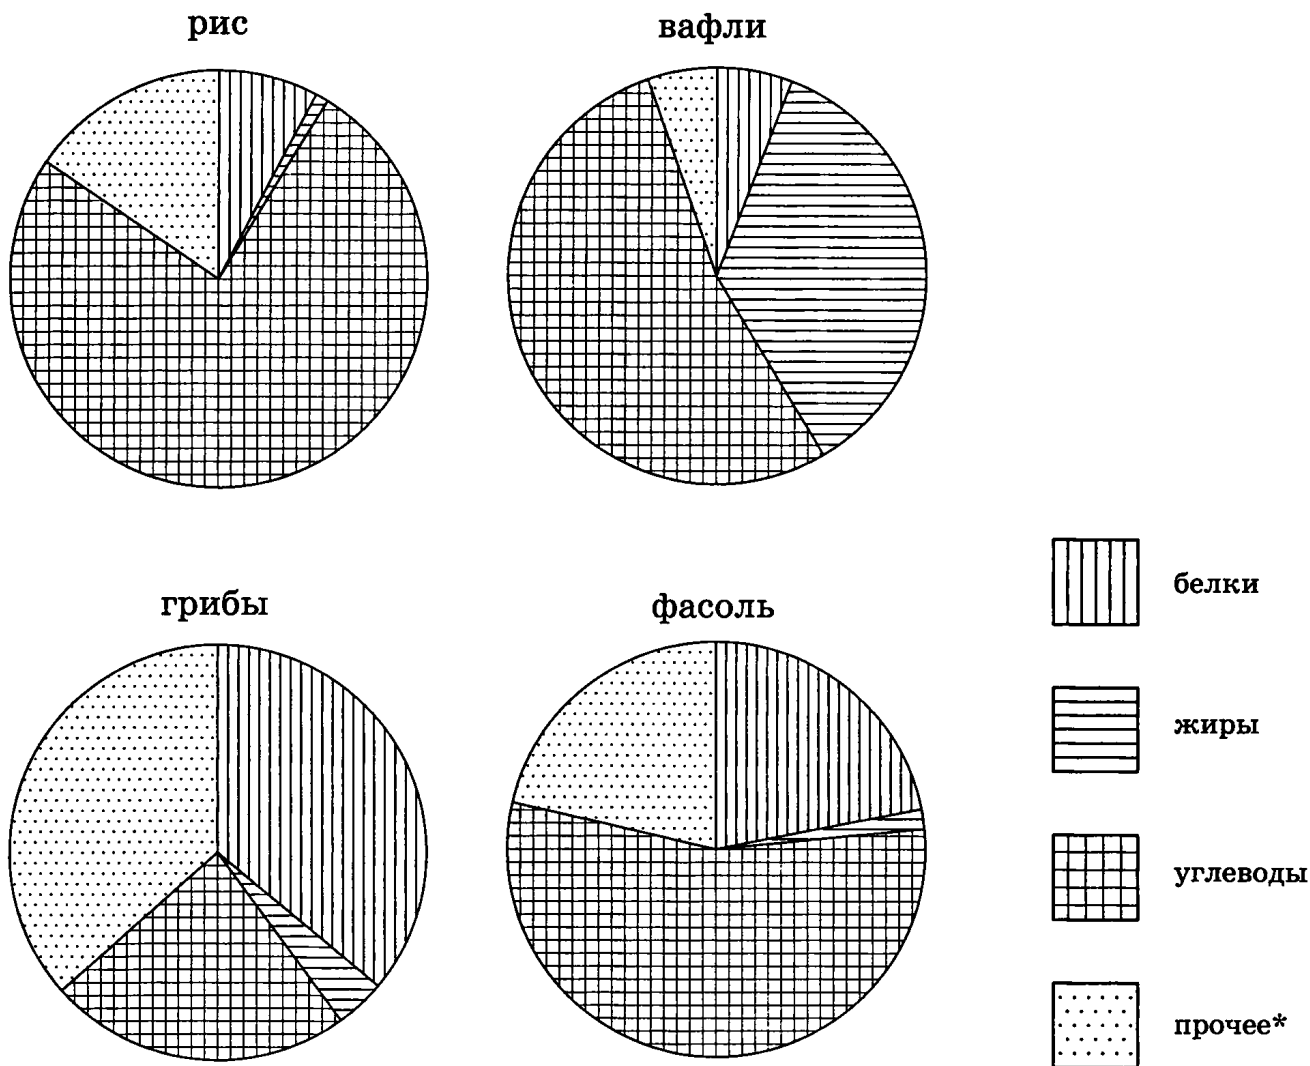 рис
вафли
грибы
фасоль
белки
жиры
углеводы
прочее*